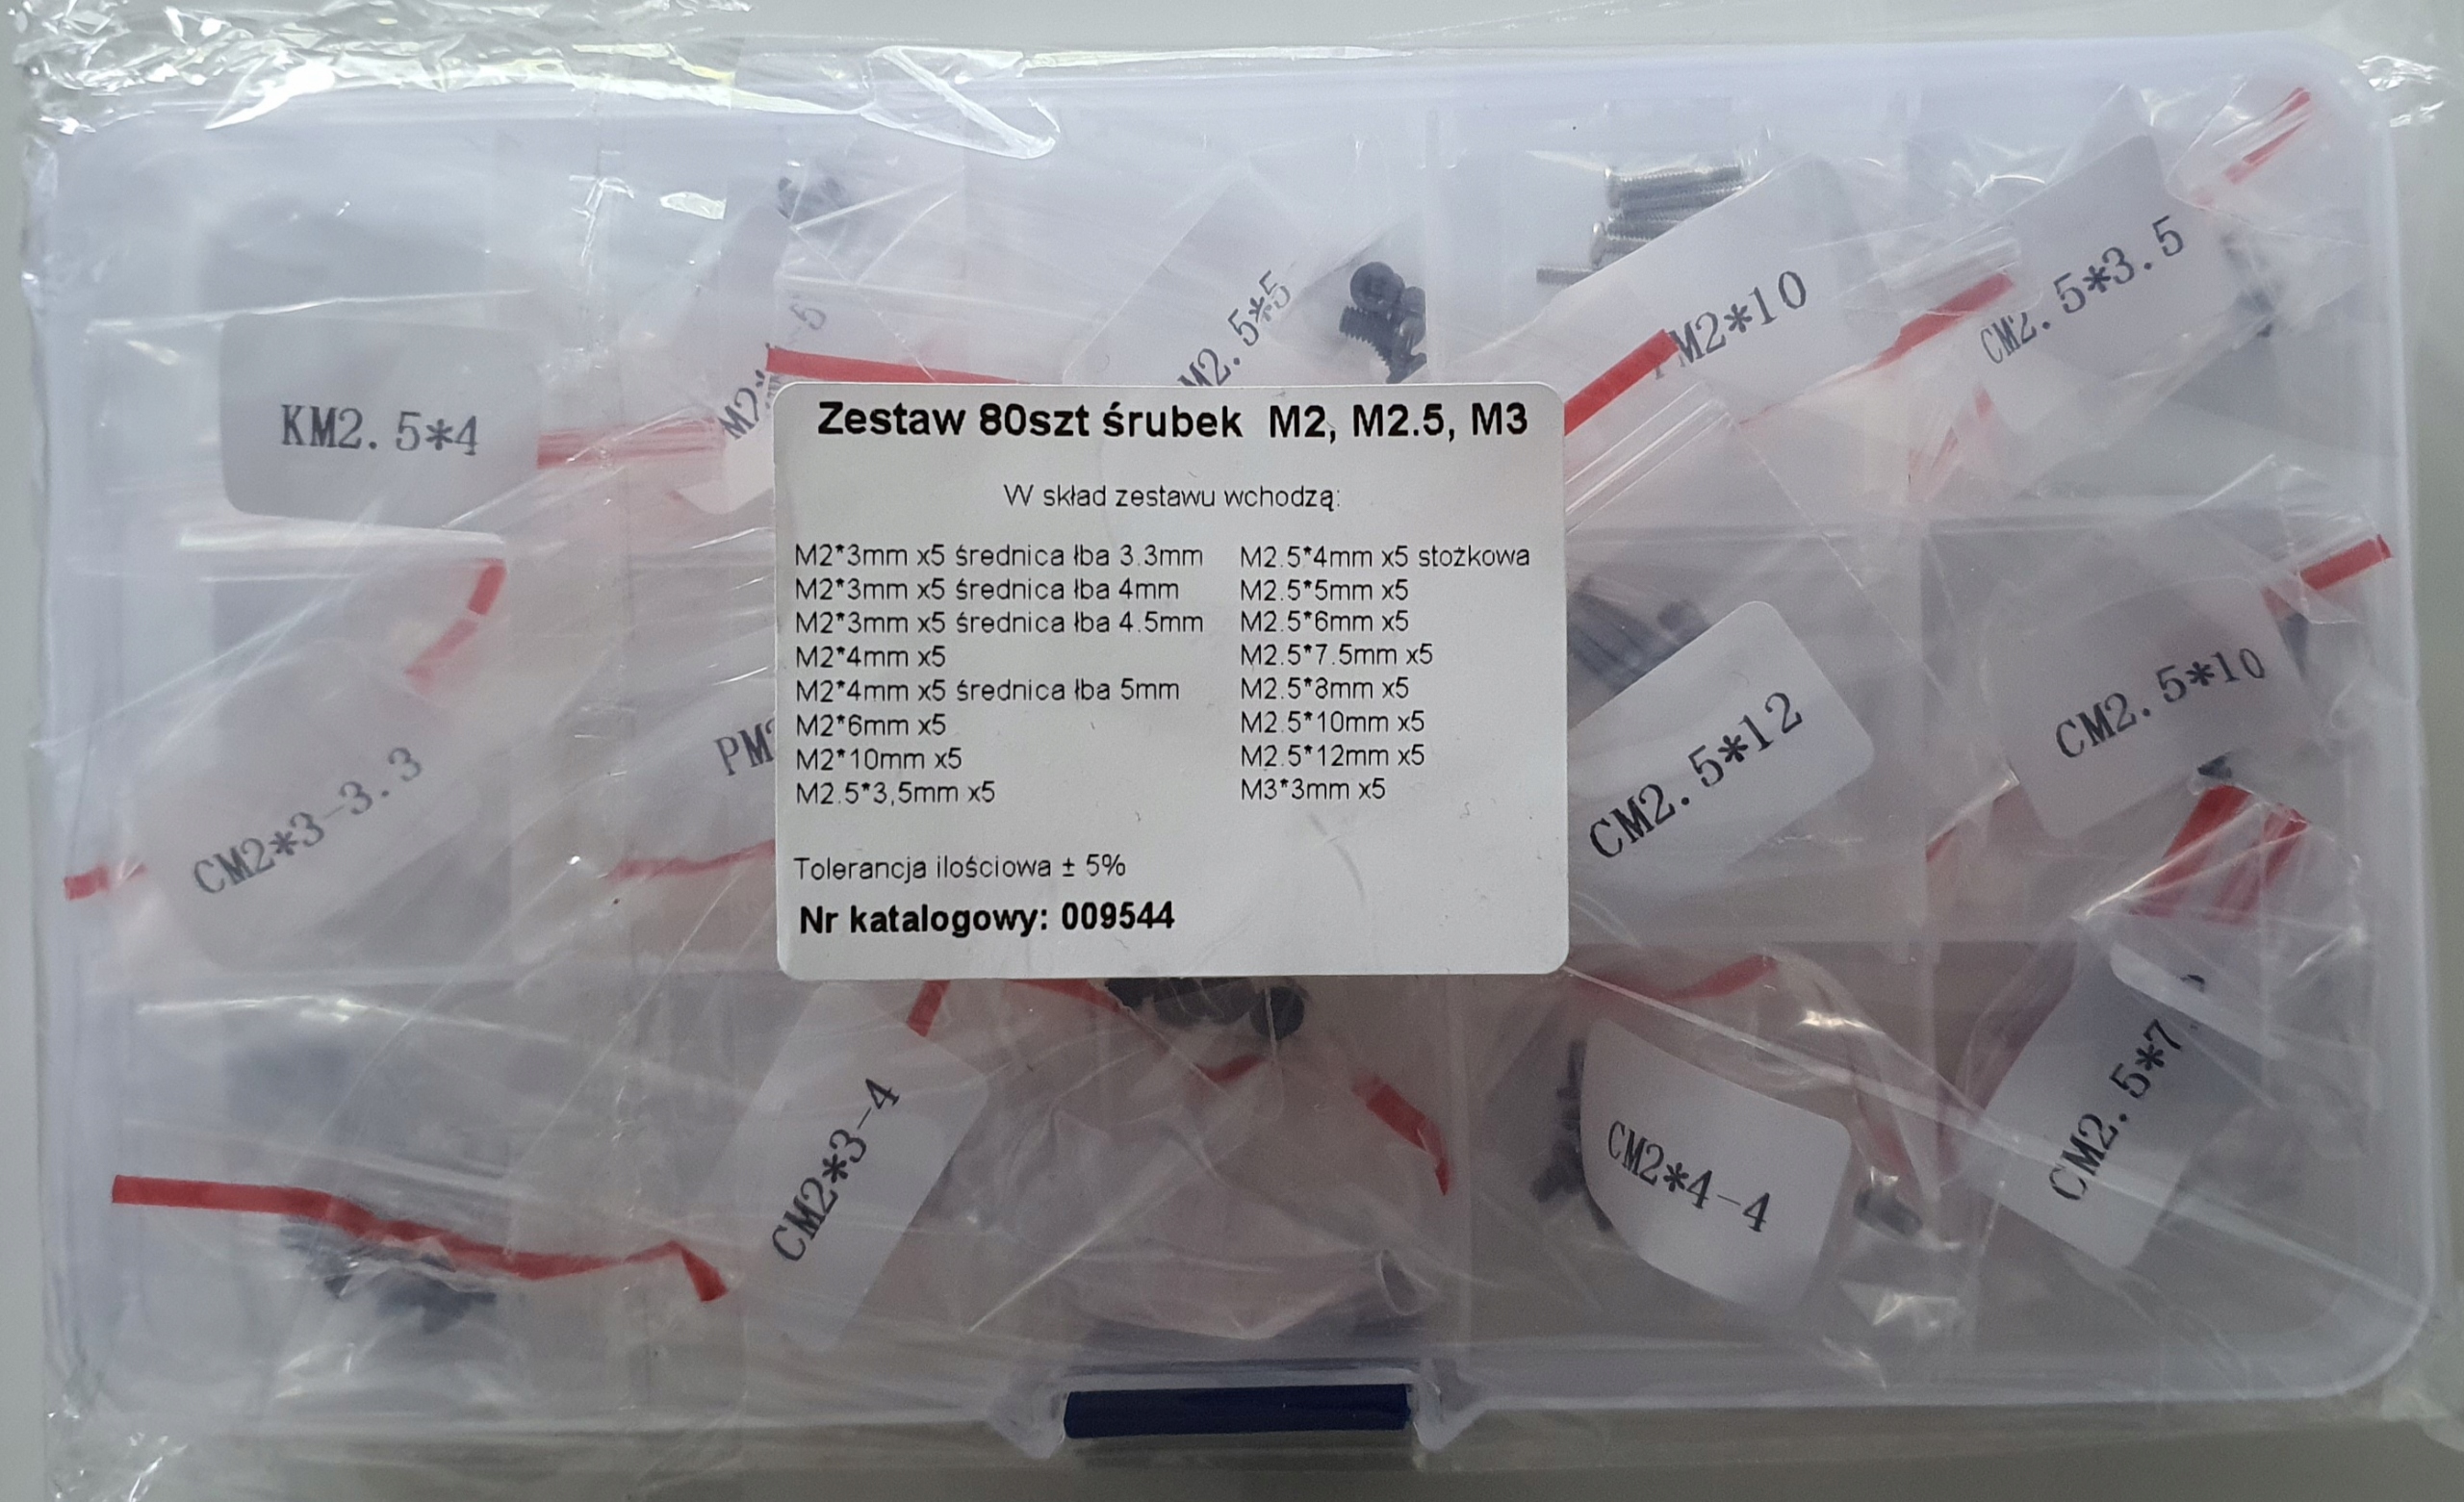 KM2.5*4
M2.5*5
M2*10
CM2.5*3.5
Zestaw 80szt śrubek M2, M2.5, M3
W skład zestawu wchodzą:
M2*3mm x5 średnica łba 3.3mm
M2*3mm x5 średnica łba 4mm
M2*3mm x5 średnica łba 4.5mm
M2*4mm x5
M2*4mm x5 średnica łba 5mm
M2*6mm x5
M2*10mm x5
M2.5*3,5mm x5
M2.5*4mm x5 stożkowa
M2.5*5mm x5
M2.5*6mm x5
M2.5*7.5mm x5
M2.5*8mm x5
M2.5*10mm x5
M2.5*12mm x5
M3*3mm x5
Tolerancja ilościowa ± 5%
Nr katalogowy: 009544
CM2*3-3.3
CM2.5*12
CM2.5*10
CM2*3-4
CM2*4-4
CM2.5*7